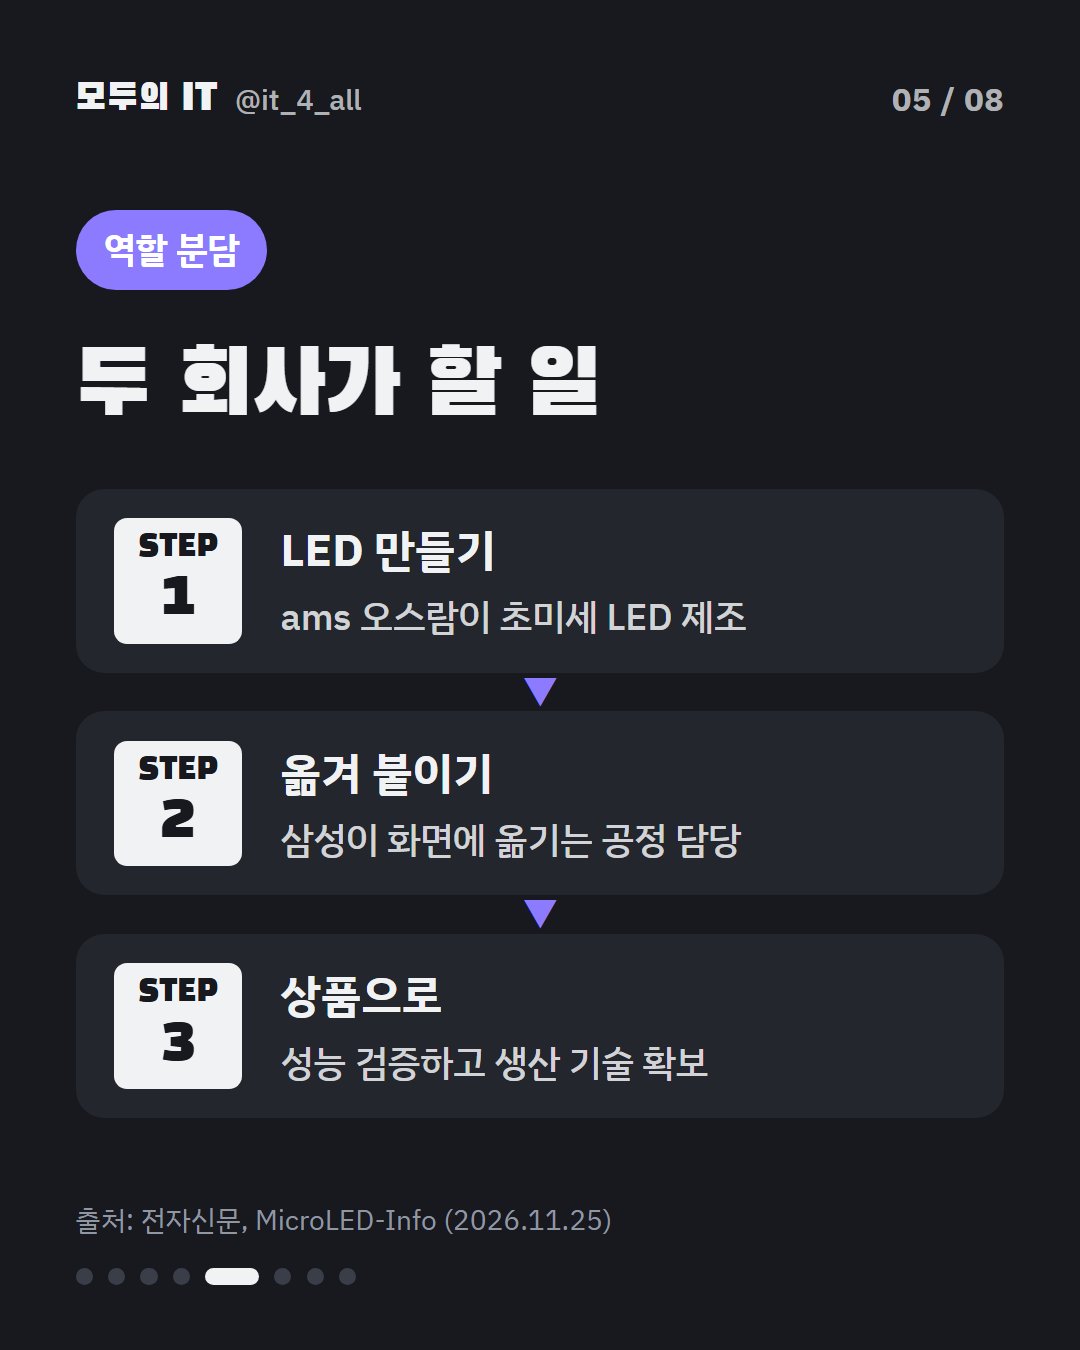 모두의 IT @it_4_all 05 / 08
역할 분담
두 회사가 할 일
STEP 1
LED 만들기
ams 오스람이 초미세 LED 제조
STEP 2
옮겨 붙이기
삼성이 화면에 옮기는 공정 담당
STEP 3
상품으로
성능 검증하고 생산 기술 확보
출처: 전자신문, MicroLED-Info (2026.11.25)